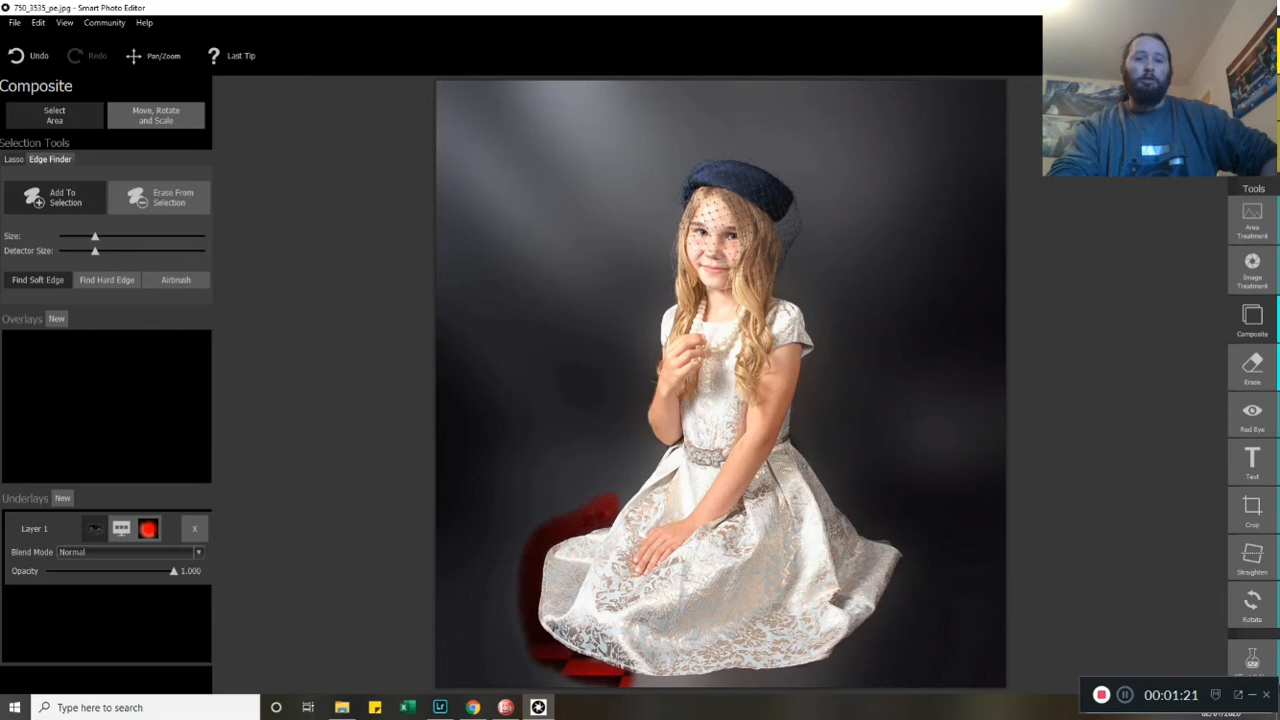 750_3535_pe.jpg - Smart Photo Editor
File Edit View Community Help
Undo Redo Pan/Zoom ? Last Tip
Composite
Select Area
Move, Rotate and Scale
Selection Tools
Lasso Edge Finder
Add To Selection
Erase From Selection
Size:
Detector Size:
Find Soft Edge Find Hard Edge Airbrush
Overlays New
Underlays New
Layer 1 X
Blend Mode Normal
Opacity 1.000
Tools
Area Treatment
Image Treatment
Composite
Erase
Red Eye
T
Text
Crop
Straighten
Rotate
00:01:21
Type here to search
Lr